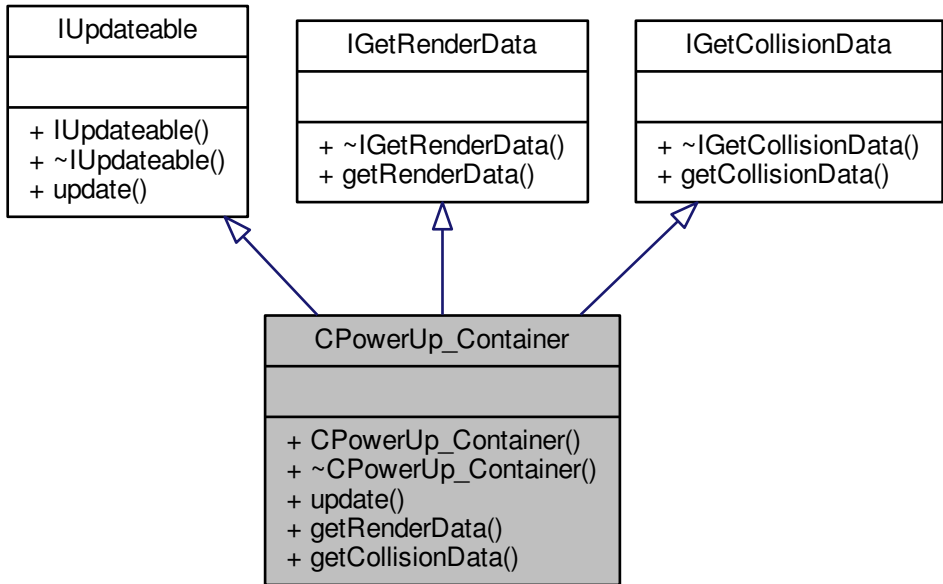 IUpdateable
+ IUpdateable()
+ ~IUpdateable()
+ update()
IGetRenderData
+ ~IGetRenderData()
+ getRenderData()
IGetCollisionData
+ ~IGetCollisionData()
+ getCollisionData()
CPowerUp_Container
+ CPowerUp_Container()
+ ~CPowerUp_Container()
+ update()
+ getRenderData()
+ getCollisionData()